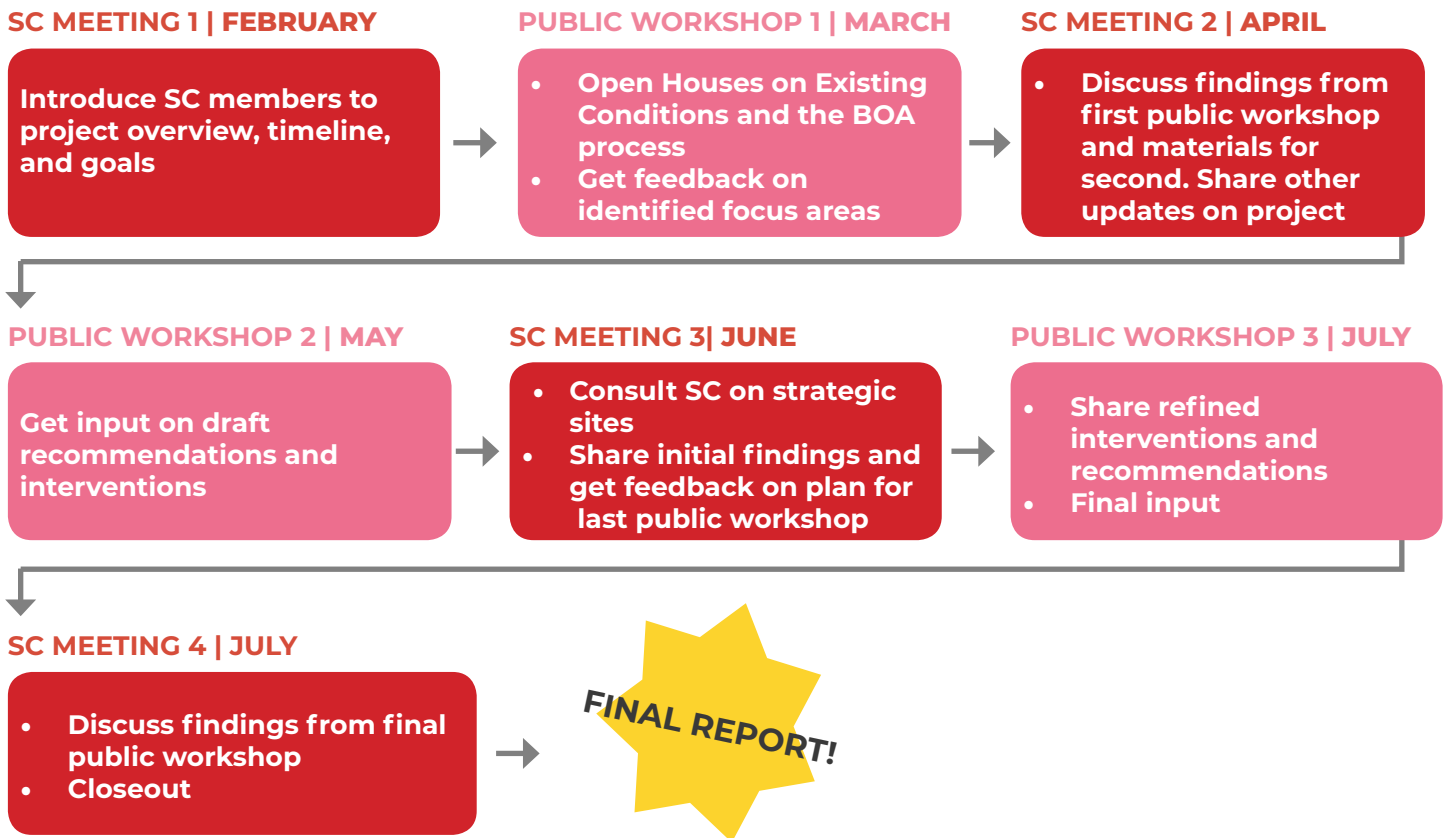 SC MEETING 1 | FEBRUARY
Introduce SC members to
project overview, timeline,
and goals
PUBLIC WORKSHOP 1 | MARCH
• Open Houses on Existing
Conditions and the BOA
process
• Get feedback on
identified focus areas
SC MEETING 2 | APRIL
• Discuss findings from
first public workshop
and materials for
second. Share other
updates on project
PUBLIC WORKSHOP 2 | MAY
Get input on draft
recommendations and
interventions
SC MEETING 3| JUNE
• Consult SC on strategic
sites
• Share initial findings and
get feedback on plan for
last public workshop
PUBLIC WORKSHOP 3 | JULY
• Share refined
interventions and
recommendations
• Final input
SC MEETING 4 | JULY
• Discuss findings from final
public workshop
• Closeout
FINAL REPORT!